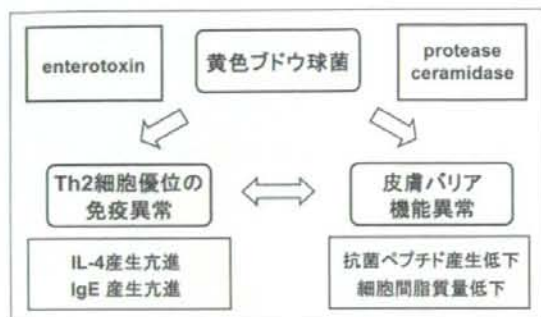 enterotoxin
黄色ブドウ球菌
protease
ceramidase
Th2細胞優位の
免疫異常
皮膚バリア
機能異常
IL-4産生亢進
IgE 産生亢進
抗菌ペプチド産生低下
細胞間脂質量低下